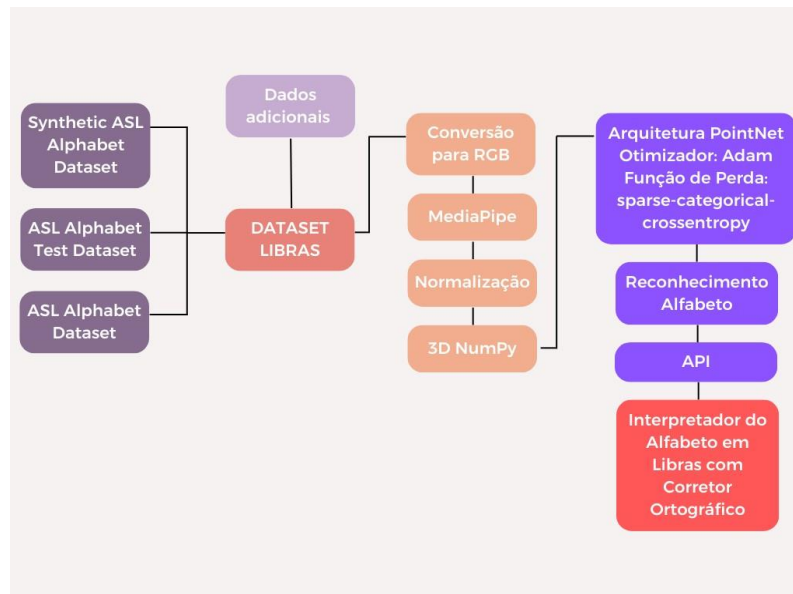 Synthetic ASL
Alphabet
Dataset
ASL Alphabet
Test Dataset
ASL Alphabet
Dataset
Dados
adicionais
DATASET
LIBRAS
Conversão
para RGB
MediaPipe
Normalização
3D NumPy
Arquitetura PointNet
Otimizador: Adam
Função de Perda:
sparse-categorical-
crossentropy
Reconhecimento
Alfabeto
API
Interpretador do
Alfabeto em
Libras com
Corretor
Ortográfico